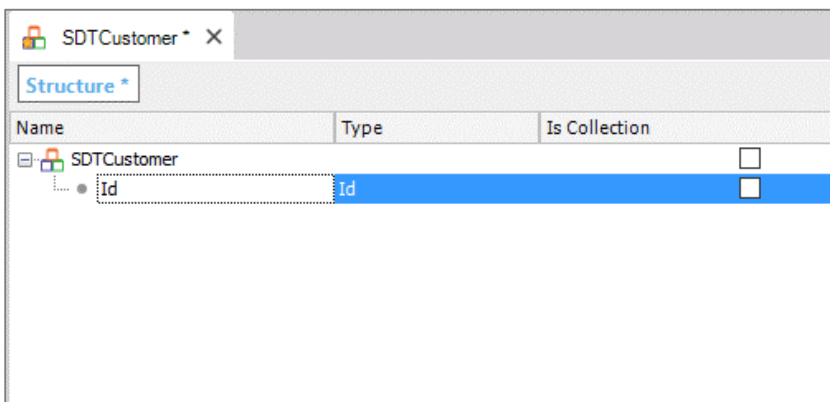 SDTCustomer *
Structure *
Name Type Is Collection
SDTCustomer
Id Id